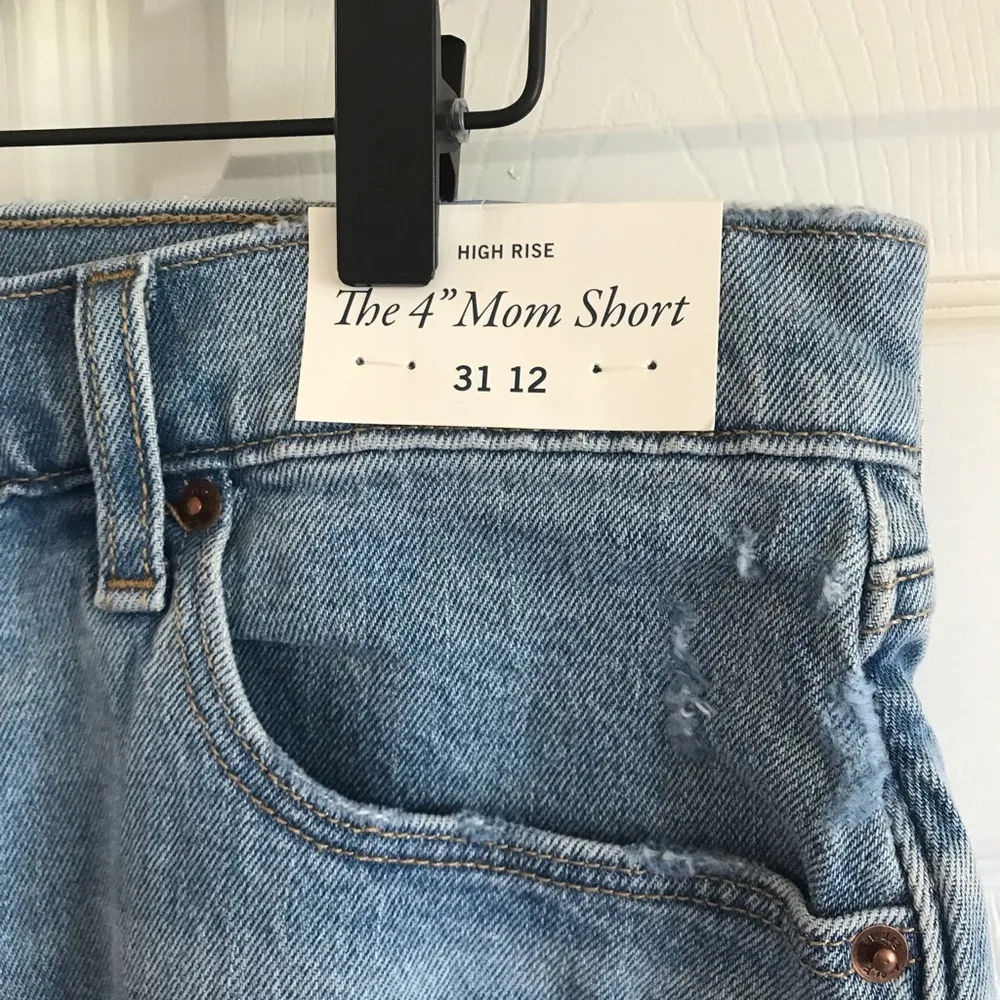 HIGH RISE
The 4” Mom Short
31 12